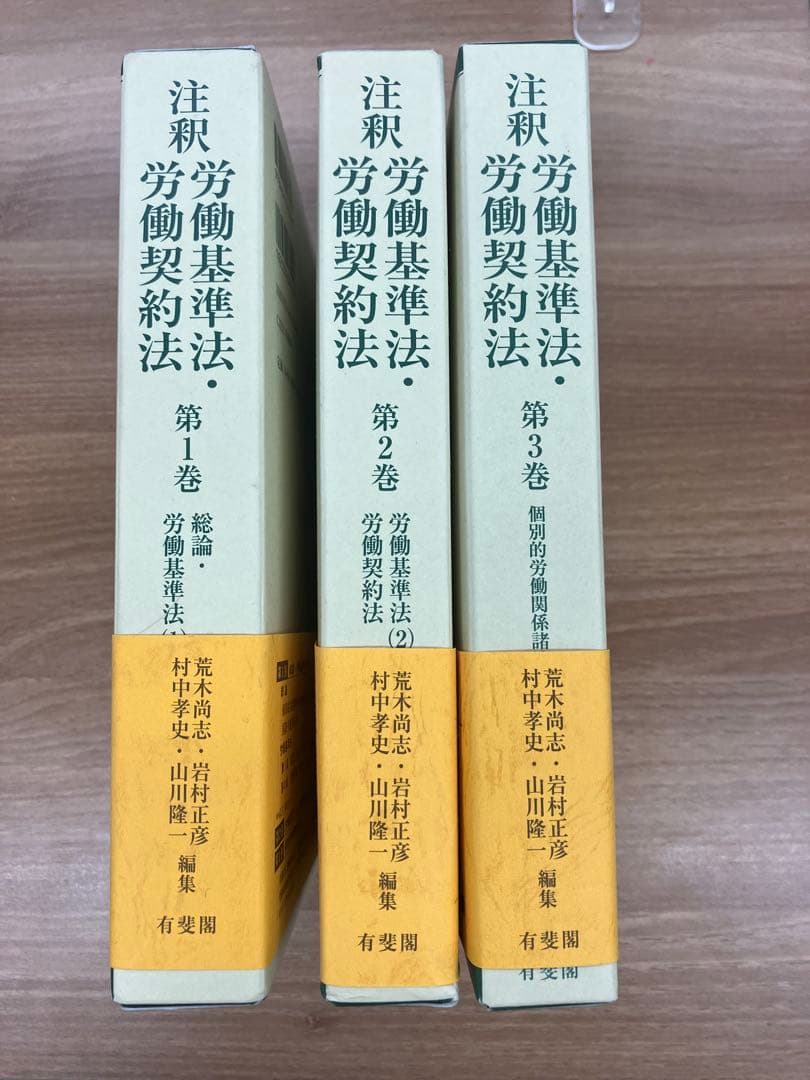 注釈
労働基準法・
労働契約法
第1巻
総論・
労働基準法(1)
荒木尚志・岩村正彦
村中孝史・山川隆一
編集
有斐閣
注釈
労働基準法・
労働契約法
第2巻
労働基準法(2)
労働契約法
荒木尚志・岩村正彦
村中孝史・山川隆一
編集
有斐閣
注釈
労働基準法・
労働契約法
第3巻
個別的労働関係諸
荒木尚志・岩村正彦
村中孝史・山川隆一
編集
有斐閣
有斐閣